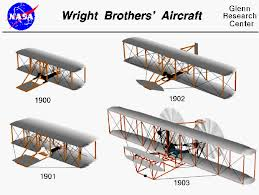 NASA
Wright Brothers' Aircraft
Glenn
Research
Center
1900
1902
1901
1903